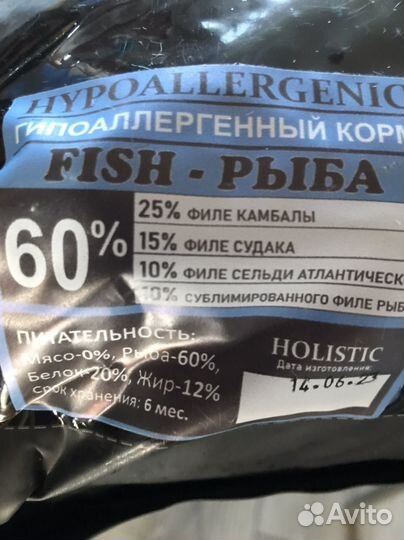 HYPOALLERGENIC
ГИПОАЛЛЕРГЕННЫЙ КОРМ
FISH - РЫБА
60%
25% ФИЛЕ КАМБАЛЫ
15% ФИЛЕ СУДАКА
10% ФИЛЕ СЕЛЬДИ АТЛАНТИЧЕСК
10% СУБЛИМИРОВАННОГО ФИЛЕ РЫБ
ПИТАТЕЛЬНОСТЬ:
Мясо-0%, Рыба-60%,
Белок-20%, Жир-12%
Срок хранения: 6 мес.
HOLISTIC
Дата изготовления:
14.06.23
Avito